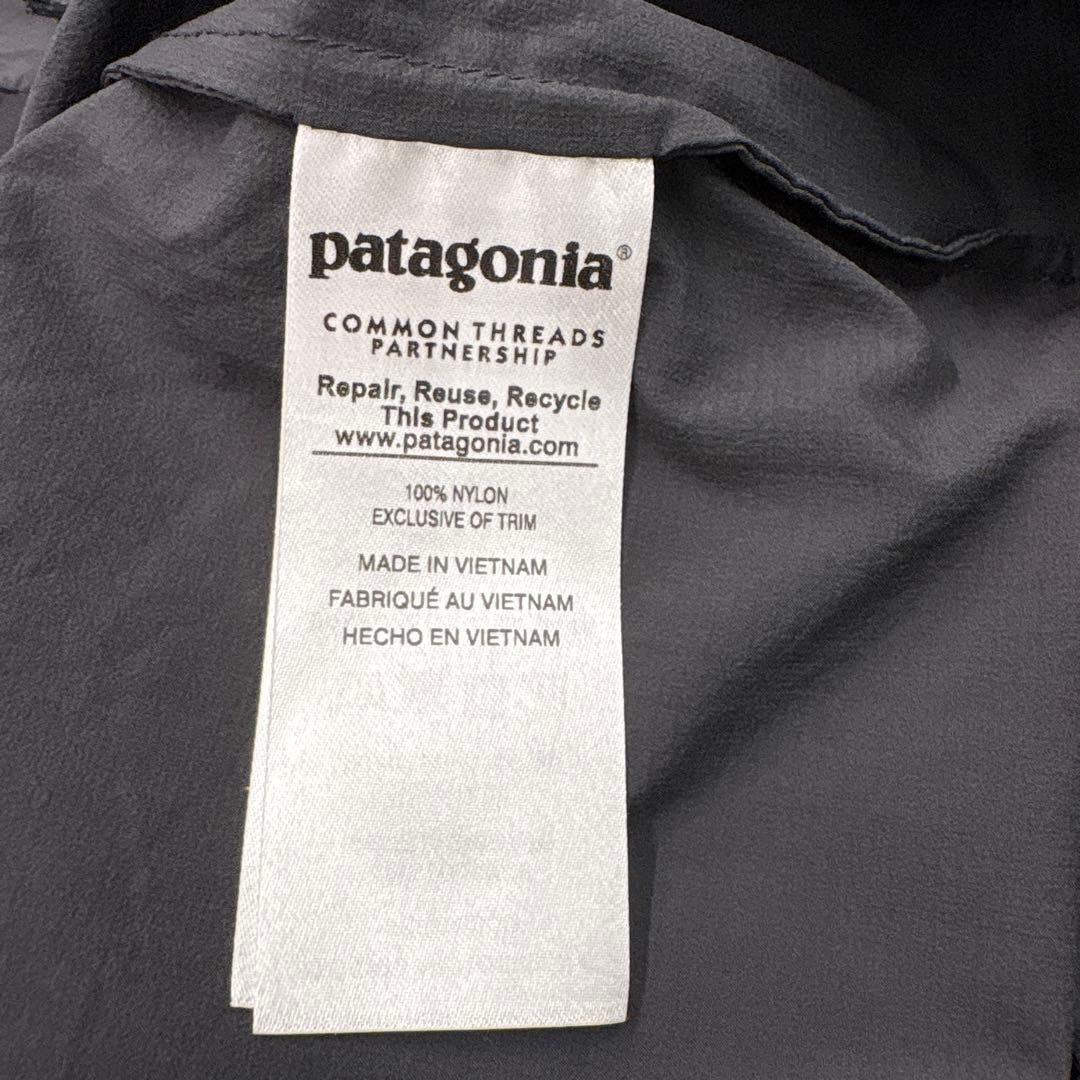 patagonia®
COMMON THREADS
PARTNERSHIP
Repair, Reuse, Recycle
This Product
www.patagonia.com
100% NYLON
EXCLUSIVE OF TRIM
MADE IN VIETNAM
FABRIQUÉ AU VIETNAM
HECHO EN VIETNAM